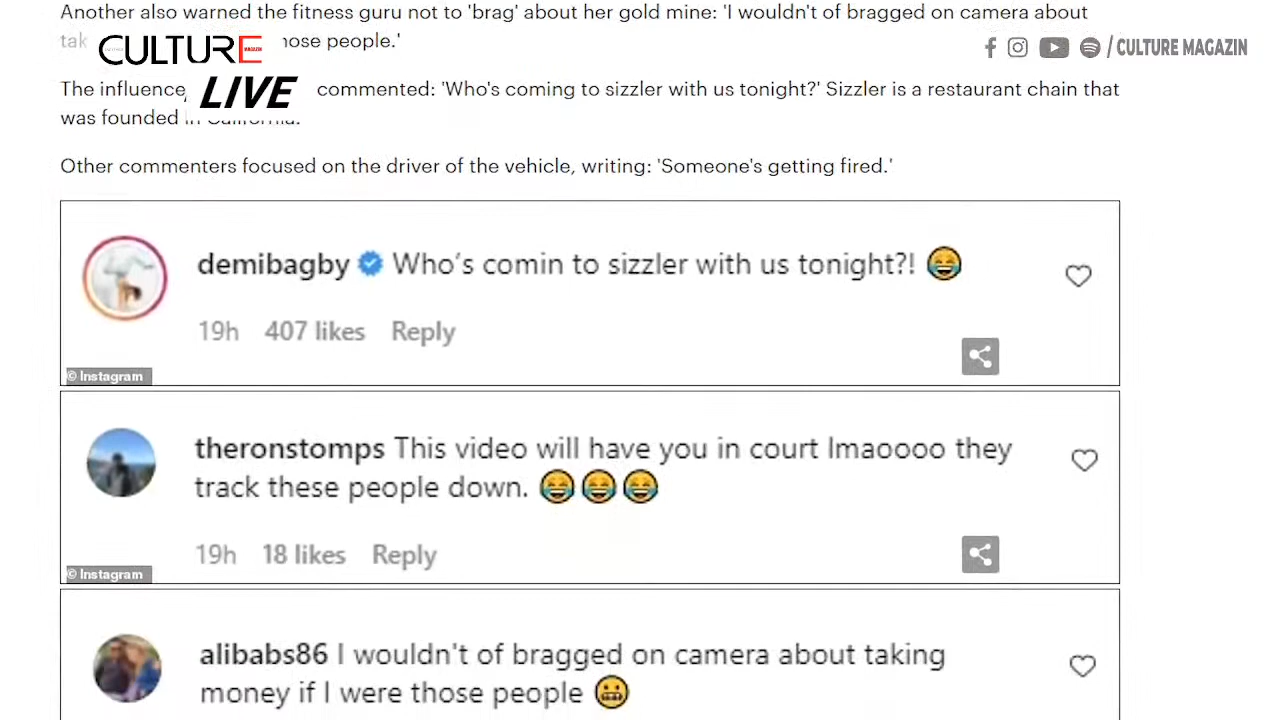 Another also warned the fitness guru not to 'brag' about her gold mine: 'I wouldn't of bragged on camera about
tak hose people.'
CULTURE
f / CULTURE MAGAZIN
LIVE
The influence commented: 'Who's coming to sizzler with us tonight?' Sizzler is a restaurant chain that
was founded in California.
Other commenters focused on the driver of the vehicle, writing: 'Someone's getting fired.'
demibagby Who's comin to sizzler with us tonight?! 😂
19h 407 likes Reply
© Instagram
theronstomps This video will have you in court lmaoooo they
track these people down. 😂😂😂
19h 18 likes Reply
© Instagram
alibabs86 I wouldn't of bragged on camera about taking
money if I were those people 😬